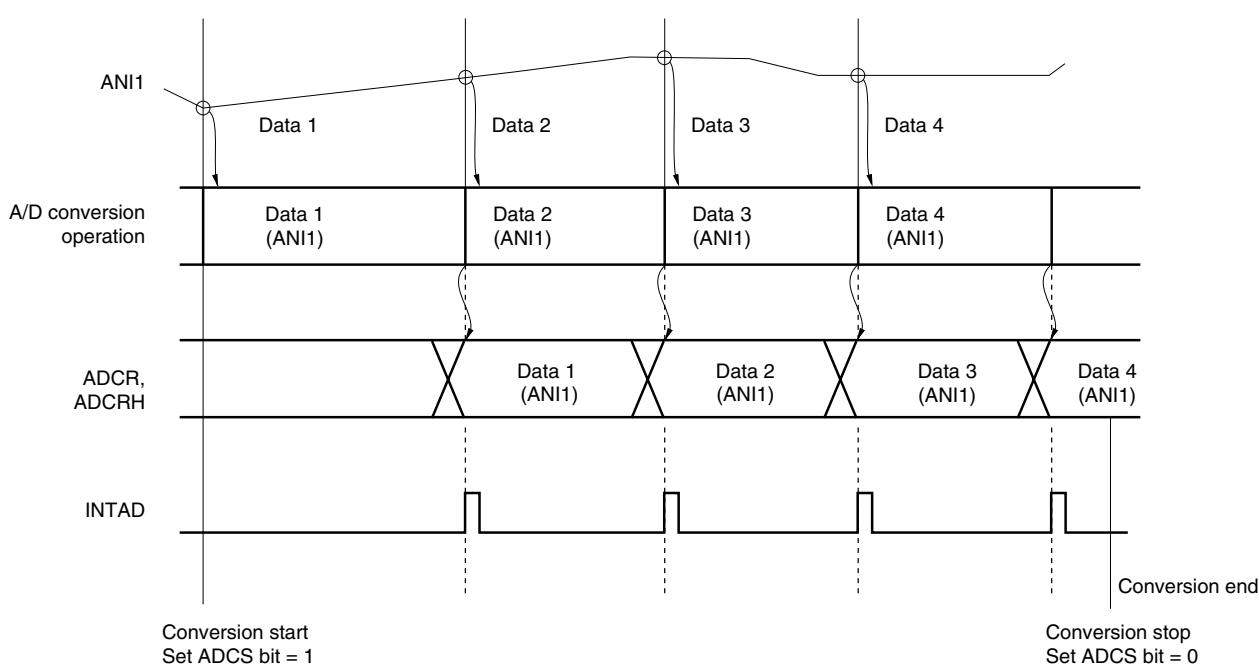 ANI1
Data 1
Data 2
Data 3
Data 4
A/D conversion
operation
Data 1
(ANI1)
Data 2
(ANI1)
Data 3
(ANI1)
Data 4
(ANI1)
ADCR,
ADCRH
Data 1
(ANI1)
Data 2
(ANI1)
Data 3
(ANI1)
Data 4
(ANI1)
INTAD
Conversion end
Conversion start
Set ADCS bit = 1
Conversion stop
Set ADCS bit = 0